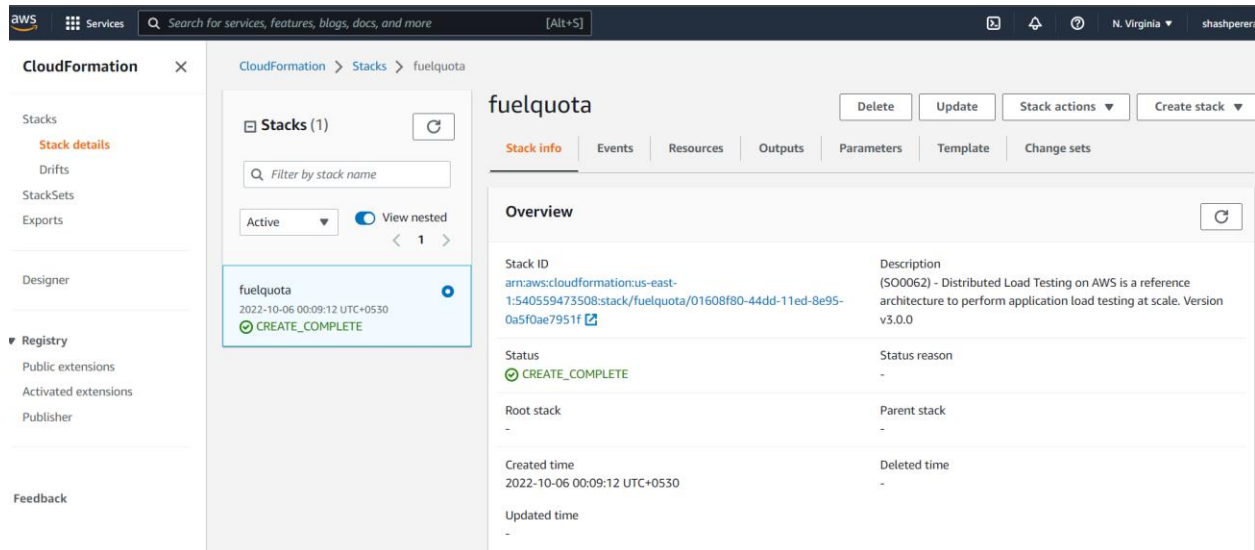 aws
Services
Search for services, features, blogs, docs, and more
[Alt+S]
N. Virginia ▼
shashperera
CloudFormation
Stacks
Stack details
Drifts
StackSets
Exports
Designer
Registry
Public extensions
Activated extensions
Publisher
Feedback
CloudFormation > Stacks > fuelquota
Stacks (1)
Filter by stack name
Active
View nested
1
fuelquota
2022-10-06 00:09:12 UTC+0530
CREATE_COMPLETE
fuelquota
Delete
Update
Stack actions ▼
Create stack ▼
Stack info
Events
Resources
Outputs
Parameters
Template
Change sets
Overview
Stack ID
arn:aws:cloudformation:us-east-
1:540559473508:stack/fuelquota/01608f80-44dd-11ed-8e95-
0a5f0ae7951f
Description
(SO0062) - Distributed Load Testing on AWS is a reference
architecture to perform application load testing at scale. Version
v3.0.0
Status
CREATE_COMPLETE
Status reason
-
Root stack
-
Parent stack
-
Created time
2022-10-06 00:09:12 UTC+0530
Deleted time
-
Updated time
-